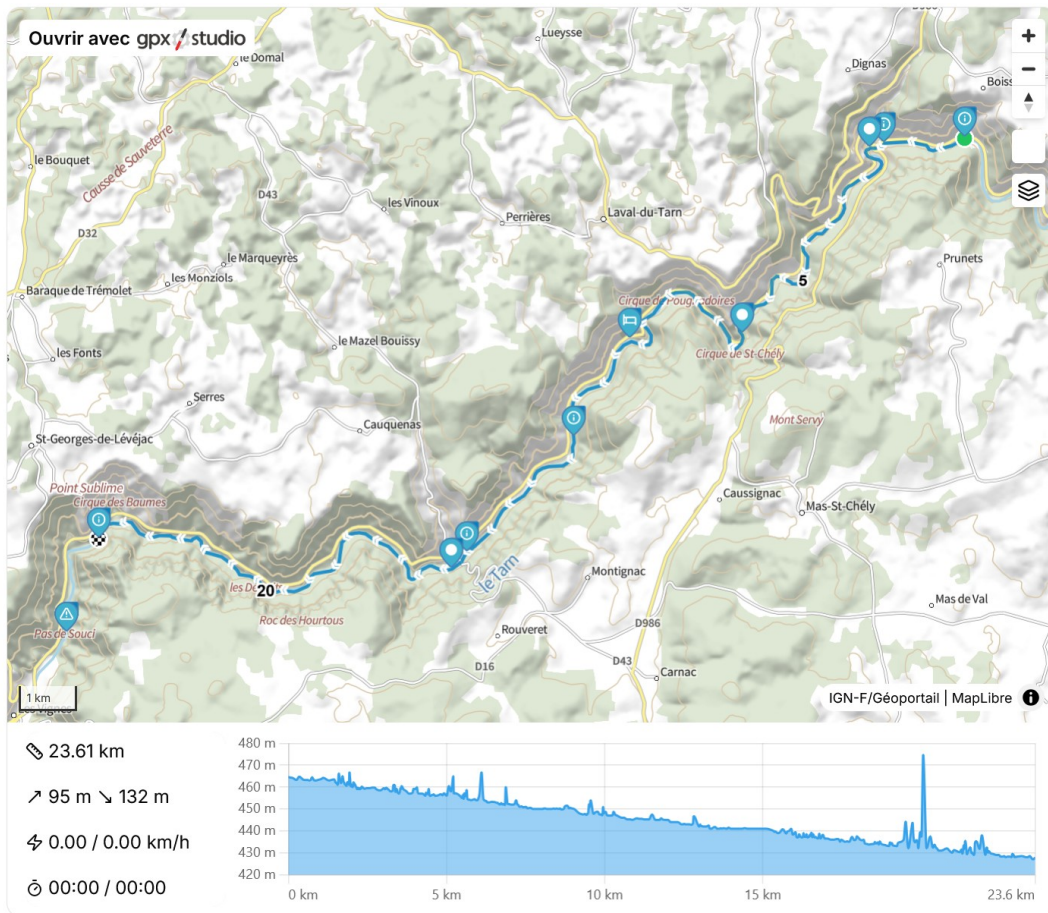 Ouvrir avec gpx studio
Lueysse
le Domal
Dignas
Boiss
le Bouquet
Causse de Sauveterre
D43
les Vinoux
Perrières
Laval-du-Tarn
D32
le Marqueyrès
les Monziols
Prunets
Baraque de Trémolet
5
Cirque de Pougnadoires
les Fonts
le Mazel Bouissy
Cirque de St-Chély
Serres
Mont Servy
Cauquenas
St-Georges-de-Lévéjac
Point Sublime
Cirque des Baumes
Caussignac
Mas-St-Chély
le Tarn
Montignac
les Dé
20
Mas de Val
Roc des Hourtous
Rouveret
D986
Pas de Souci
D16
D43
Carnac
1 km
Les Vignes
IGN-F/Géoportail | MapLibre
23.61 km
↗ 95 m ↘ 132 m
0.00 / 0.00 km/h
00:00 / 00:00
480 m
470 m
460 m
450 m
440 m
430 m
420 m
0 km
5 km
10 km
15 km
23.6 km